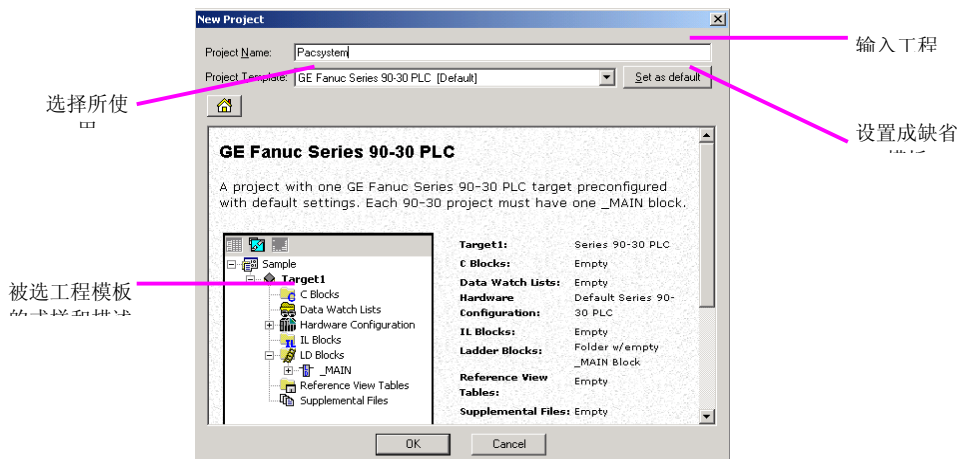 New Project
Project Name:
Pacsystem
Project Template:
GE Fanuc Series 90-30 PLC [Default]
Set as default
输入工程
选择所使
设置成缺省
GE Fanuc Series 90-30 PLC
A project with one GE Fanuc Series 90-30 PLC target preconfigured
with default settings. Each 90-30 project must have one _MAIN block.
Sample
Target1
C Blocks
Data Watch Lists
Hardware Configuration
IL Blocks
LD Blocks
_MAIN
Reference View Tables
Supplemental Files
Target1: Series 90-30 PLC
C Blocks: Empty
Data Watch Lists: Empty
Hardware Default Series 90-
Configuration: 30 PLC
IL Blocks: Empty
Ladder Blocks: Folder w/empty
_MAIN Block
Reference View
Tables: Empty
Supplemental Files: Empty
被选工程模板
的式样和描述
OK
Cancel